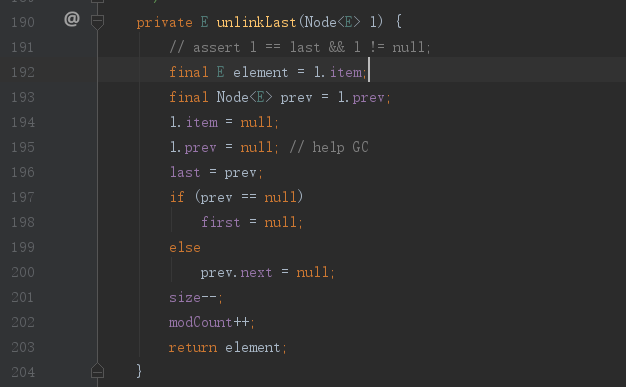 190 @ private E unlinkLast(Node<E> l) {
191 // assert l == last && l != null;
192 final E element = l.item;
193 final Node<E> prev = l.prev;
194 l.item = null;
195 l.prev = null; // help GC
196 last = prev;
197 if (prev == null)
198 first = null;
199 else
200 prev.next = null;
201 size--;
202 modCount++;
203 return element;
204 }